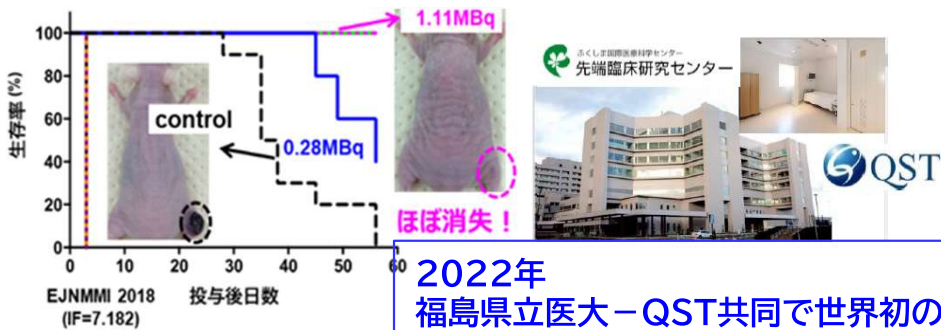 1.11MBq
100
80
60
40
20
0
生存率 (%)
control
0.28MBq
ほぼ消失！
0 10 20 30 40 50 60
投与後日数
EJNMMI 2018
(IF=7.182)
ふくしま国際医療科学センター
先端臨床研究センター
QST
2022年
福島県立医大－QST共同で世界初の